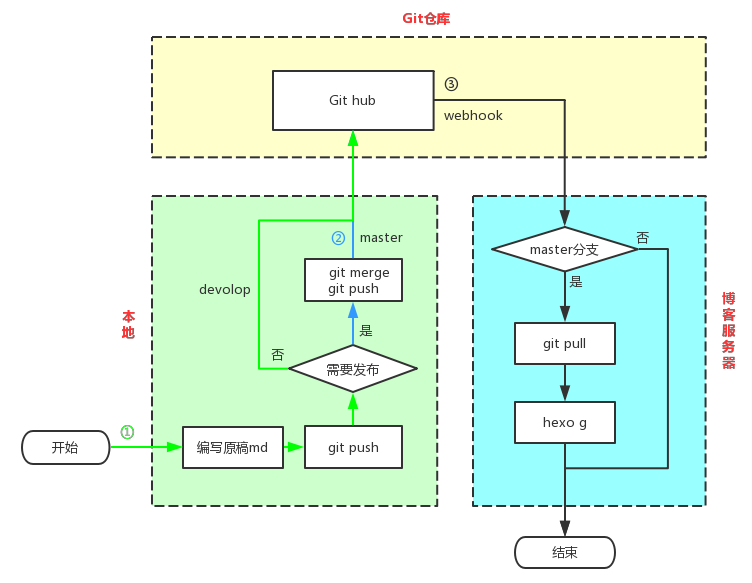 Git仓库
Git hub
③
webhook
② master
git merge
git push
devolop
是
否
需要发布
本地
①
开始
编写原稿md
git push
master分支
否
是
git pull
hexo g
博客服务器
结束